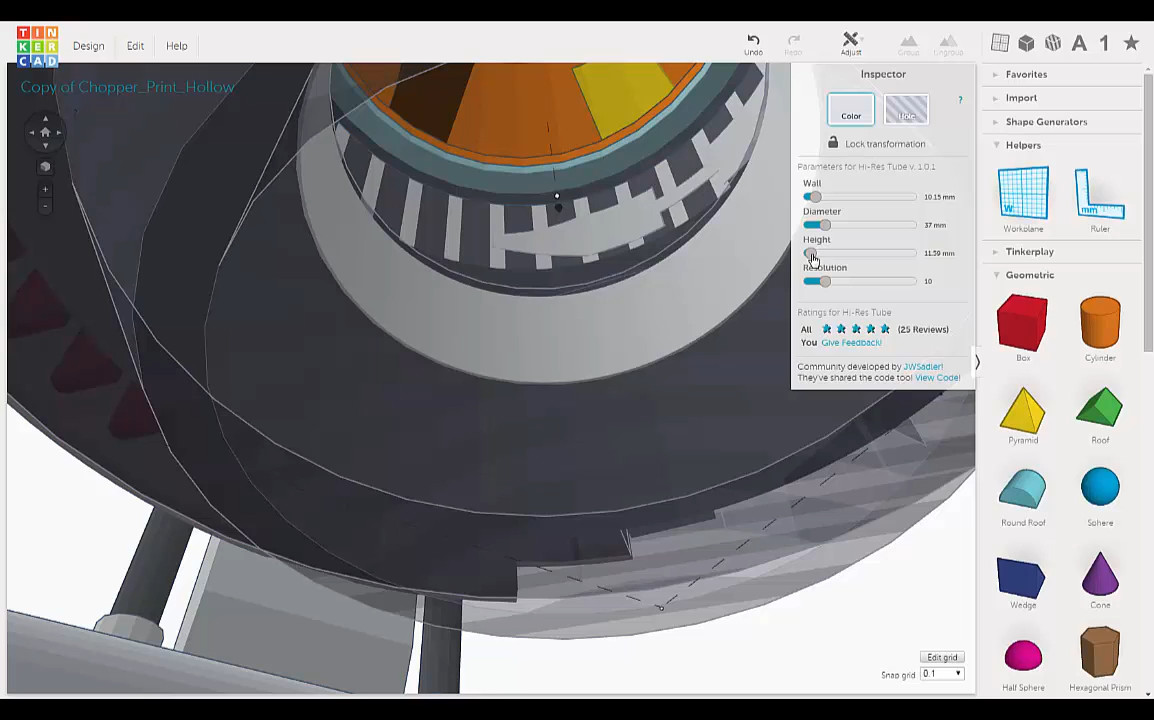 TIN
KER
CAD
Design
Edit
Help
Undo
Redo
Adjust
Group
Ungroup
Copy of Chopper_Print_Hollow
Inspector
Color
Hole
?
Lock transformation
Parameters for Hi-Res Tube v. 1.0.1
Wall
10.15 mm
Diameter
37 mm
Height
11.59 mm
Resolution
10
Ratings for Hi-Res Tube
All (25 Reviews)
You Give Feedback!
Community developed by JWSadler!
They've shared the code too! View Code!
Favorites
Import
Shape Generators
Helpers
W
mm
Workplane
Ruler
Tinkerplay
Geometric
Box
Cylinder
Pyramid
Roof
Round Roof
Sphere
Wedge
Cone
Half Sphere
Hexagonal Prism
Edit grid
Snap grid 0.1